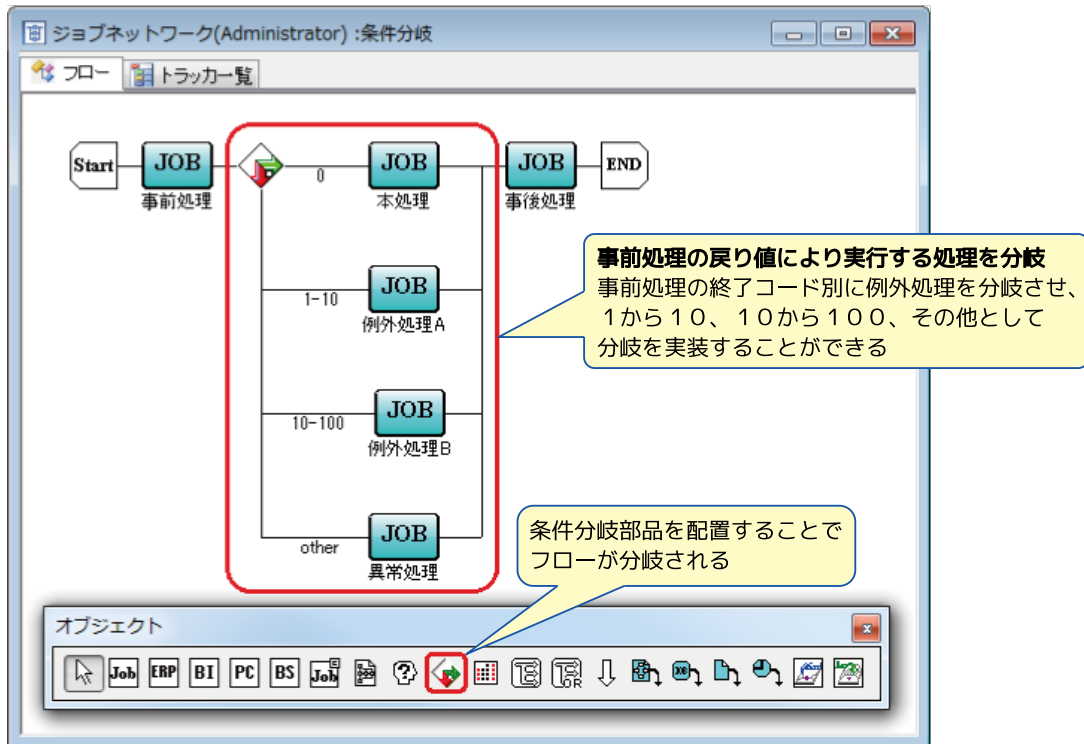 ジョブネットワーク(Administrator) :条件分岐
フロー
トラッカ一覧
Start
JOB
事前処理
0
JOB
本処理
JOB
事後処理
END
1-10
JOB
例外処理A
10-100
JOB
例外処理B
other
JOB
異常処理
事前処理の戻り値により実行する処理を分岐
事前処理の終了コード別に例外処理を分岐させ、
１から１０、１０から１００、その他として
分岐を実装することができる
条件分岐部品を配置することで
フローが分岐される
オブジェクト
Job
ERP
BI
PC
BS
Job
OR